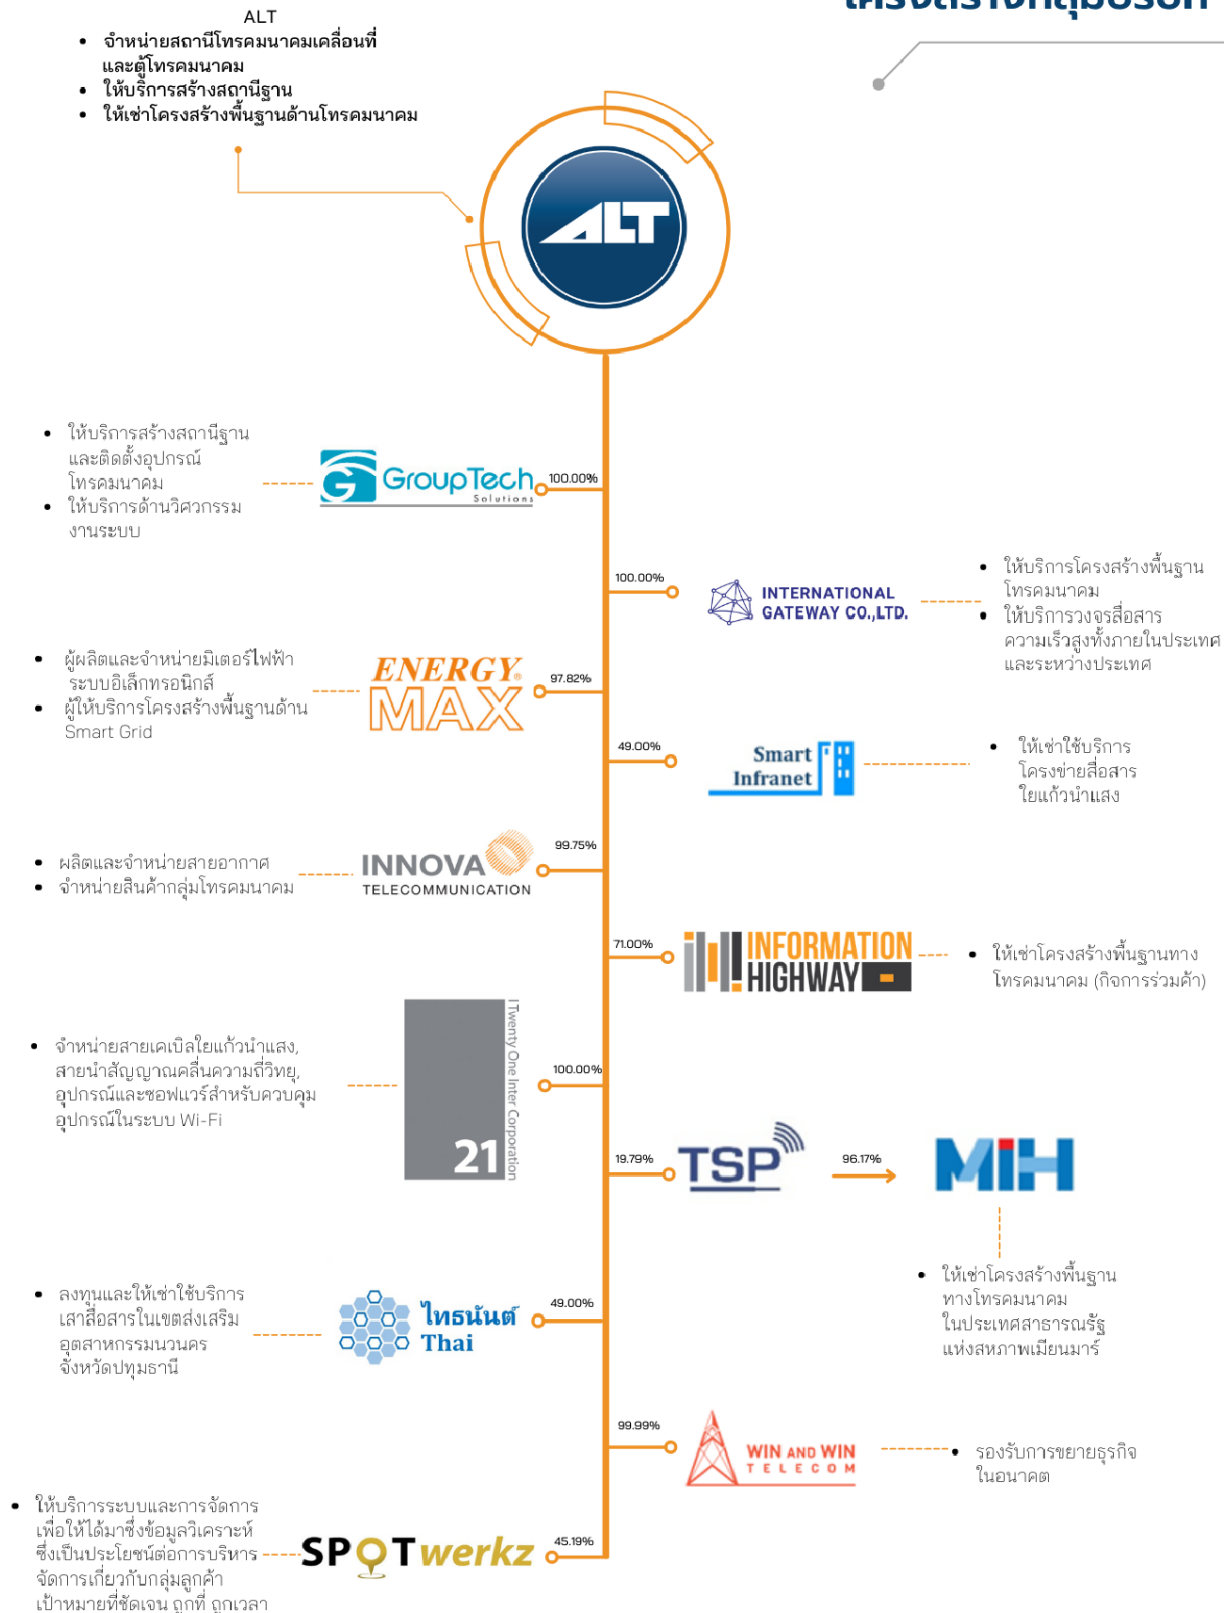 โครงสร้างกลุ่มบริษัท
ALT
• จำหน่ายสถานีโทรคมนาคมเคลื่อนที่
และตู้โทรคมนาคม
• ให้บริการสร้างสถานีฐาน
• ให้เช่าโครงสร้างพื้นฐานด้านโทรคมนาคม
ALT
• ให้บริการสร้างสถานีฐาน
และติดตั้งอุปกรณ์
โทรคมนาคม
• ให้บริการด้านวิศวกรรม
งานระบบ
GroupTech
Solutions
100.00%
100.00%
INTERNATIONAL
GATEWAY CO.,LTD.
• ให้บริการโครงสร้างพื้นฐาน
โทรคมนาคม
• ให้บริการวงจรสื่อสาร
ความเร็วสูงทั้งภายในประเทศ
และระหว่างประเทศ
• ผู้ผลิตและจำหน่ายมิเตอร์ไฟฟ้า
ระบบอิเล็กทรอนิกส์
• ผู้ให้บริการโครงสร้างพื้นฐานด้าน
Smart Grid
ENERGY®
MAX
97.82%
49.00%
Smart
Infranet
• ให้เช่าใช้บริการ
โครงข่ายสื่อสาร
ใยแก้วนำแสง
• ผลิตและจำหน่ายสายอากาศ
• จำหน่ายสินค้ากลุ่มโทรคมนาคม
INNOVA
TELECOMMUNICATION
99.75%
71.00%
INFORMATION
HIGHWAY
• ให้เช่าโครงสร้างพื้นฐานทาง
โทรคมนาคม (กิจการร่วมค้า)
• จำหน่ายสายเคเบิลใยแก้วนำแสง,
สายนำสัญญาณคลื่นความถี่วิทยุ,
อุปกรณ์และซอฟแวร์สำหรับควบคุม
อุปกรณ์ในระบบ Wi-Fi
21
I Twenty One Inter Corporation
100.00%
19.79%
TSP
96.17%
MIH
• ให้เช่าโครงสร้างพื้นฐาน
ทางโทรคมนาคม
ในประเทศสาธารณรัฐ
แห่งสหภาพเมียนมาร์
• ลงทุนและให้เช่าใช้บริการ
เสาสื่อสารในเขตส่งเสริม
อุตสาหกรรมนวนคร
จังหวัดปทุมธานี
ไทธนันต์
Thai
49.00%
99.99%
WIN AND WIN
TELECOM
• รองรับการขยายธุรกิจ
ในอนาคต
• ให้บริการระบบและการจัดการ
เพื่อให้ได้มาซึ่งข้อมูลวิเคราะห์
ซึ่งเป็นประโยชน์ต่อการบริหาร
จัดการเกี่ยวกับกลุ่มลูกค้า
เป้าหมายที่ชัดเจน ถูกที่ ถูกเวลา
SPOTwerkz
45.19%